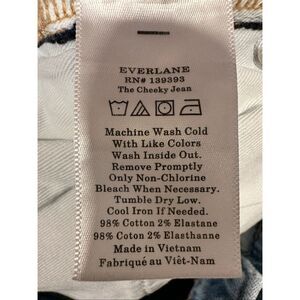 EVERLANE
RN# 139393
The Cheeky Jean
Machine Wash Cold
With Like Colors
Wash Inside Out.
Remove Promptly
Only Non-Chlorine
Bleach When Necessary.
Tumble Dry Low.
Cool Iron If Needed.
98% Cotton 2% Elastane
98% Coton 2% Elasthanne
Made in Vietnam
Fabriqué au Viêt-Nam